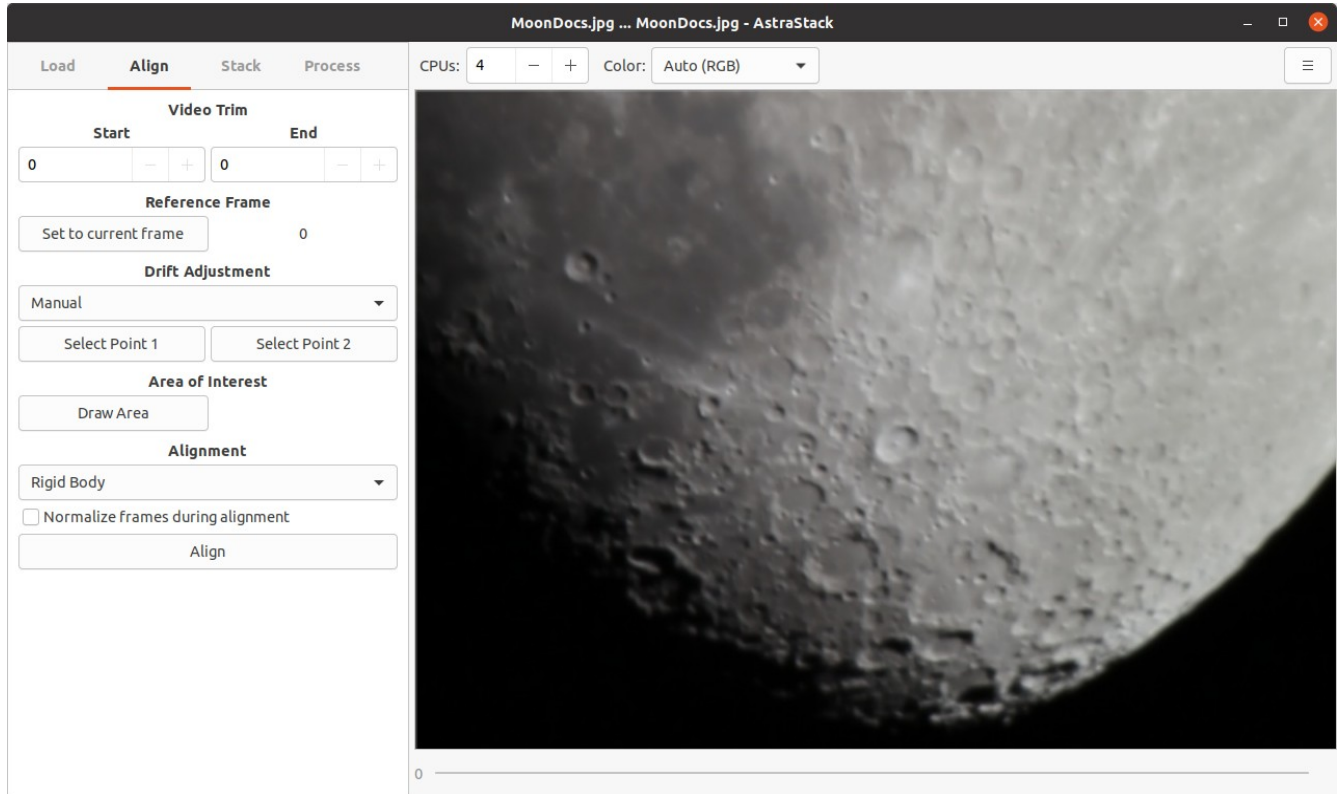 MoonDocs.jpg ... MoonDocs.jpg - AstraStack
Load Align Stack Process
CPUs: 4 − + Color: Auto (RGB)
Video Trim
Start End
0 − + 0 − +
Reference Frame
Set to current frame 0
Drift Adjustment
Manual
Select Point 1 Select Point 2
Area of Interest
Draw Area
Alignment
Rigid Body
Normalize frames during alignment
Align
0